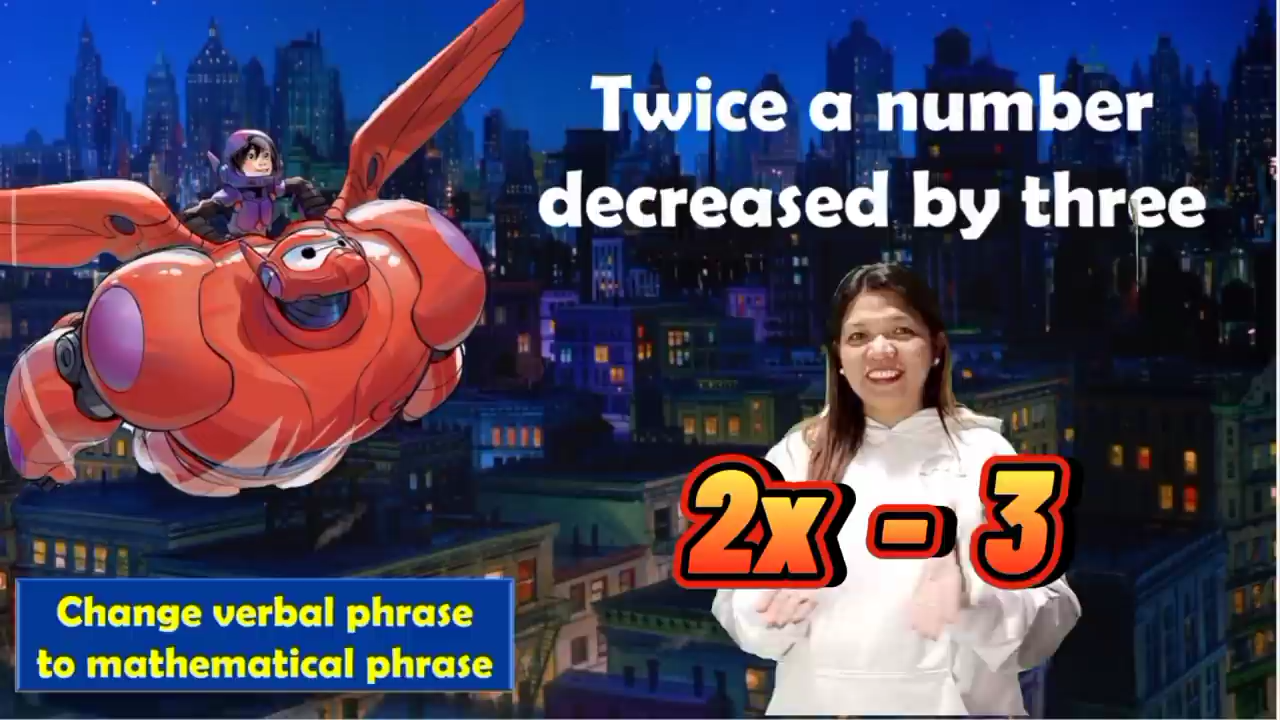 Twice a number
decreased by three
2x - 3
Change verbal phrase
to mathematical phrase